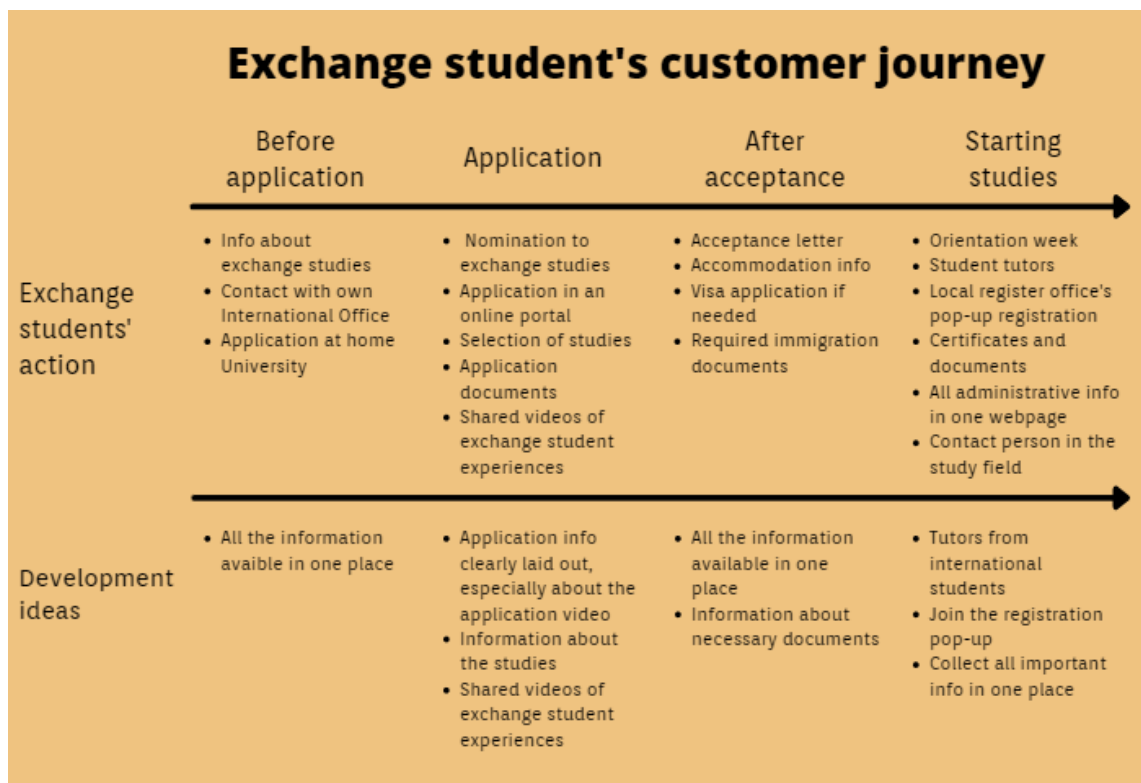 Exchange student's customer journey
Before
application
Application
After
acceptance
Starting
studies
Exchange
students'
action
• Info about
exchange studies
• Contact with own
International Office
• Application at home
University
• Nomination to
exchange studies
• Application in an
online portal
• Selection of studies
• Application
documents
• Shared videos of
exchange student
experiences
• Acceptance letter
• Accommodation info
• Visa application if
needed
• Required immigration
documents
• Orientation week
• Student tutors
• Local register office's
pop-up registration
• Certificates and
documents
• All administrative info
in one webpage
• Contact person in the
study field
Development
ideas
• All the information
avaible in one place
• Application info
clearly laid out,
especially about the
application video
• Information about
the studies
• Shared videos of
exchange student
experiences
• All the information
available in one
place
• Information about
necessary documents
• Tutors from
international
students
• Join the registration
pop-up
• Collect all important
info in one place